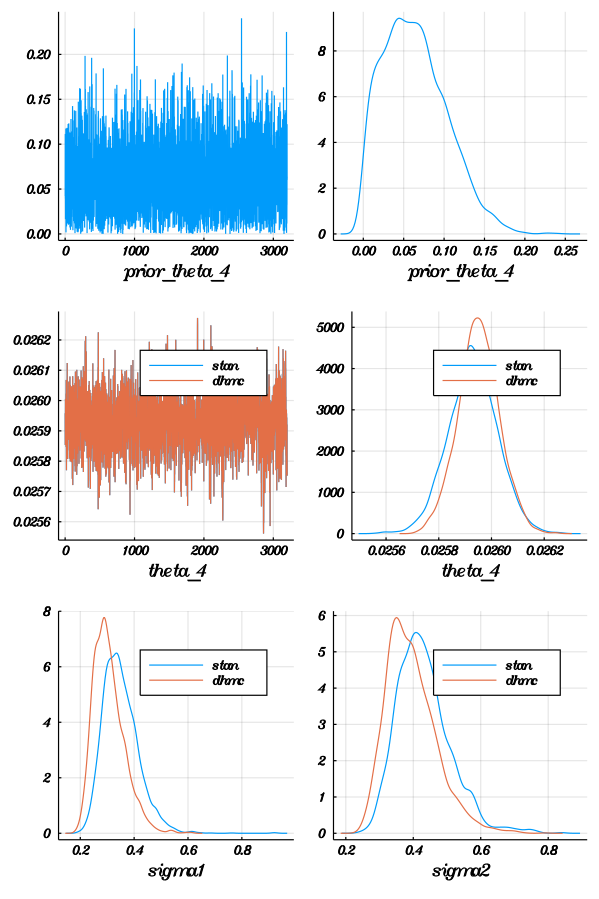 0.20
0.15
0.10
0.05
0.00
0 1000 2000 3000
prior_theta_4
8
6
4
2
0
0.00 0.05 0.10 0.15 0.20 0.25
prior_theta_4
0.0262
0.0261
0.0260
0.0259
0.0258
0.0257
0.0256
stan
dhmc
0 1000 2000 3000
theta_4
5000
4000
3000
2000
1000
0
stan
dhmc
0.0256 0.0258 0.0260 0.0262
theta_4
8
6
4
2
0
stan
dhmc
0.2 0.4 0.6 0.8
sigma1
6
5
4
3
2
1
0
stan
dhmc
0.2 0.4 0.6 0.8
sigma2